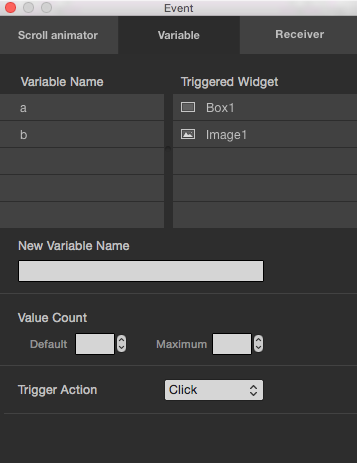 Event
Scroll animator Variable Receiver
Variable Name Triggered Widget
a Box1
b Image1
New Variable Name
Value Count
Default Maximum
Trigger Action Click